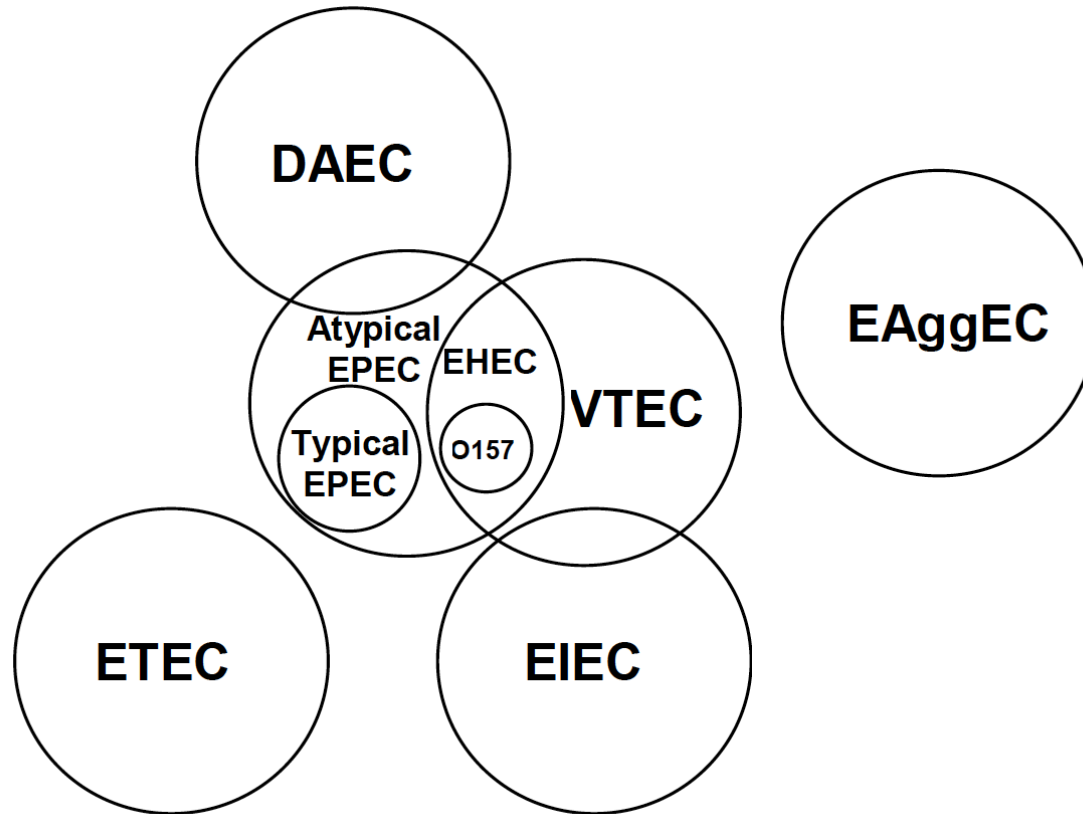 DAEC
EAggEC
Atypical
EPEC
EHEC
VTEC
Typical
EPEC
O157
ETEC
EIEC